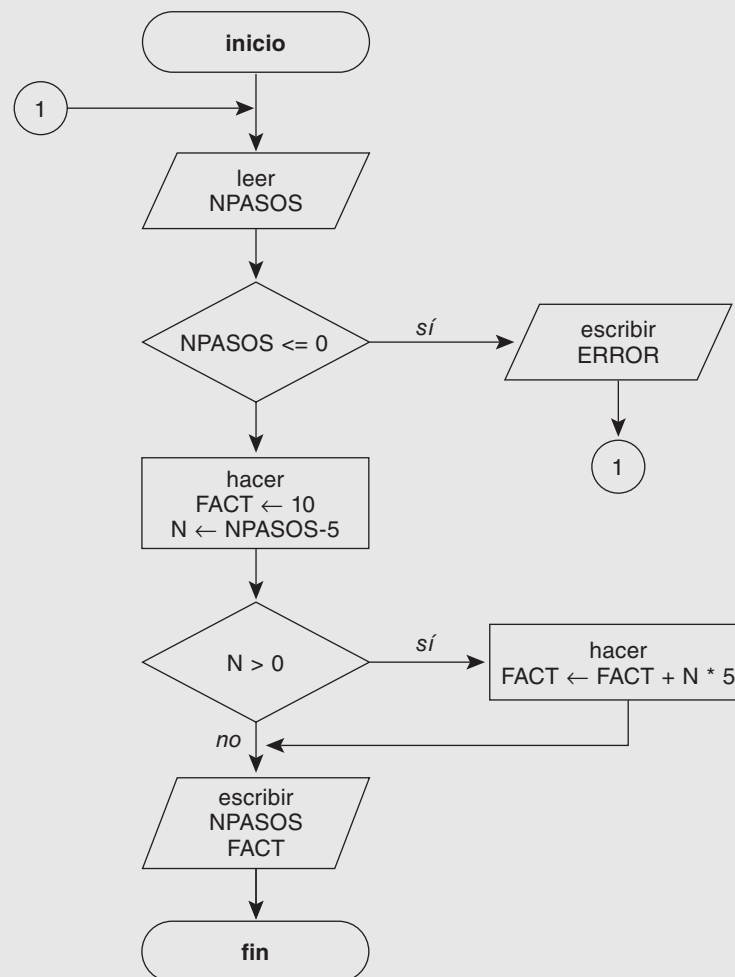 inicio
1
leer
NPASOS
NPASOS <= 0
sí
escribir
ERROR
1
hacer
FACT ← 10
N ← NPASOS-5
N > 0
sí
hacer
FACT ← FACT + N * 5
no
escribir
NPASOS
FACT
fin